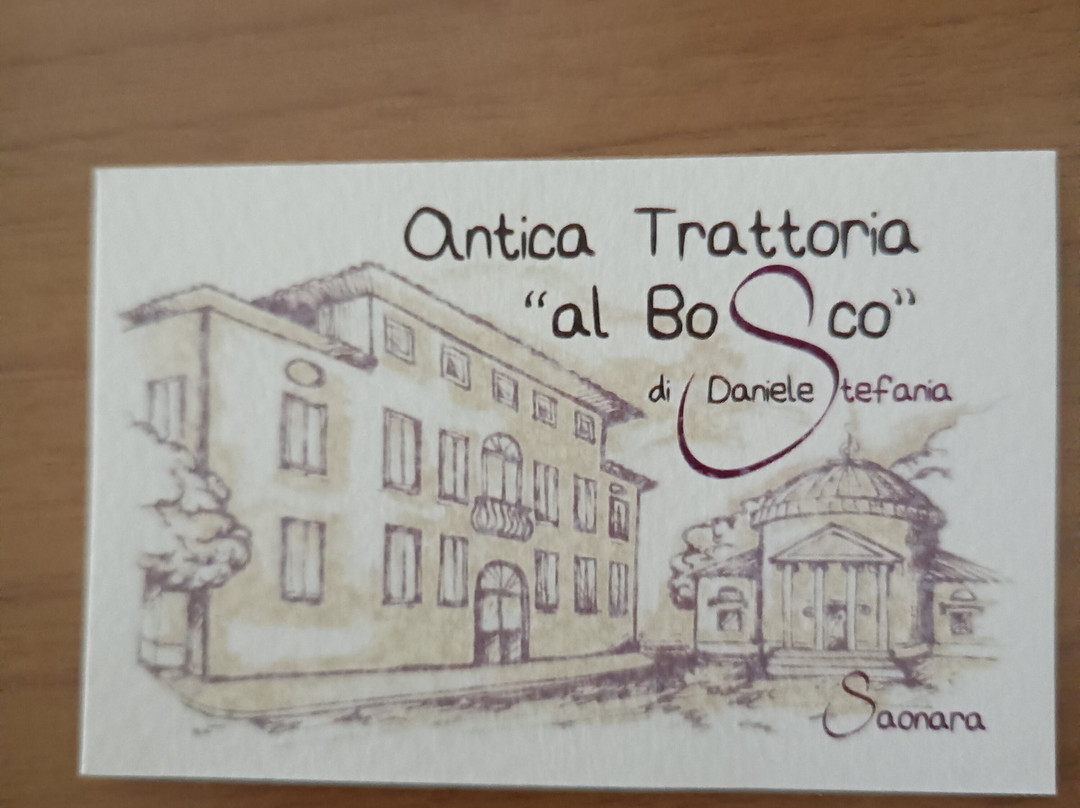 Antica Trattoria
“al BoSco”
di Daniele Stefania
Saonara